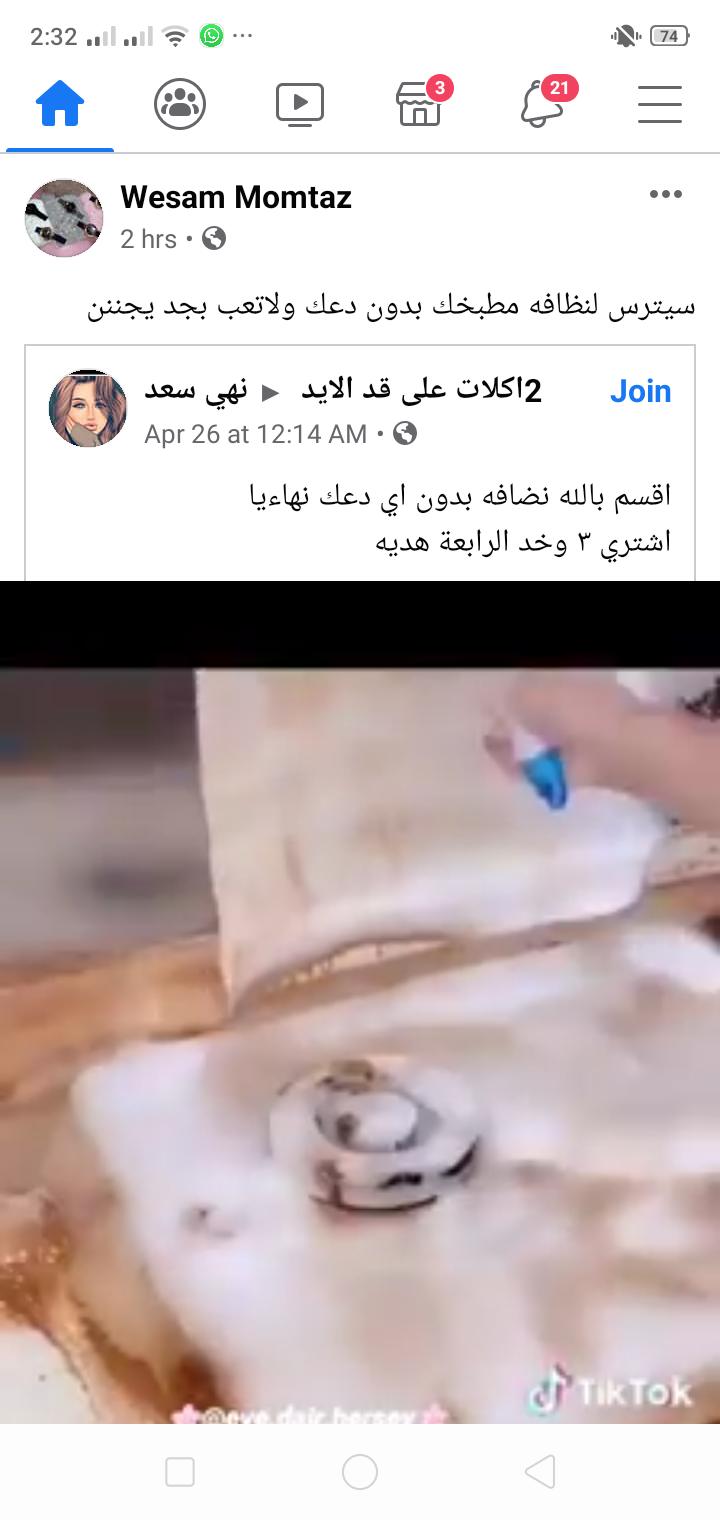 2:32
74
3
21
Wesam Momtaz
2 hrs •
سيترس لنظافه مطبخك بدون دعك ولاتعب بجد يجننن
نهي سعد ▶ 2اكلات على قد الايد
Join
Apr 26 at 12:14 AM •
اقسم بالله نضافه بدون اي دعك نهاءيا
اشتري ٣ وخد الرابعة هديه
TikTok